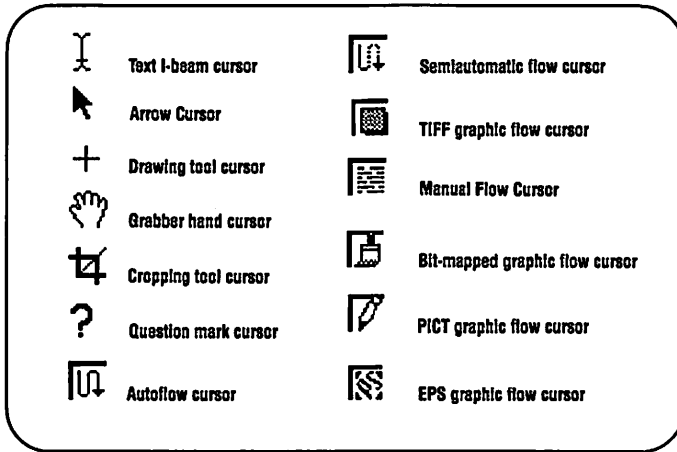 Text I-beam cursor
Arrow Cursor
Drawing tool cursor
Grabber hand cursor
Cropping tool cursor
Question mark cursor
Autoflow cursor
Semiautomatic flow cursor
TIFF graphic flow cursor
Manual Flow Cursor
Bit-mapped graphic flow cursor
PICT graphic flow cursor
EPS graphic flow cursor